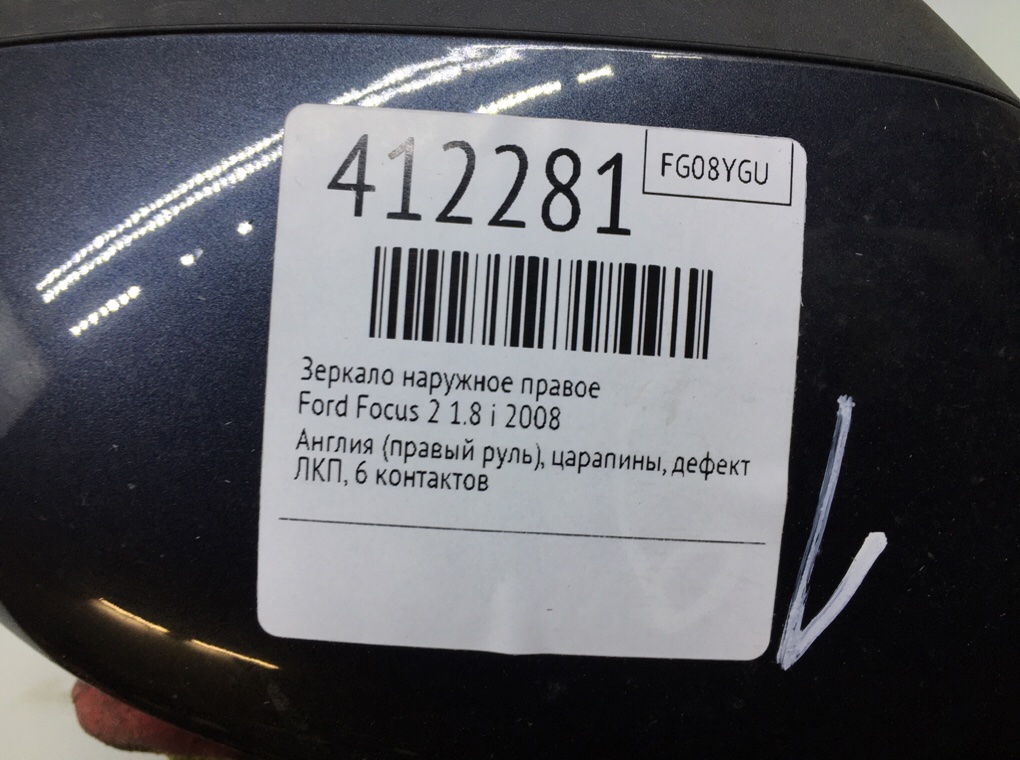 412281
FG08YGU
Зеркало наружное правое
Ford Focus 2 1.8 i 2008
Англия (правый руль), царапины, дефект
ЛКП, 6 контактов